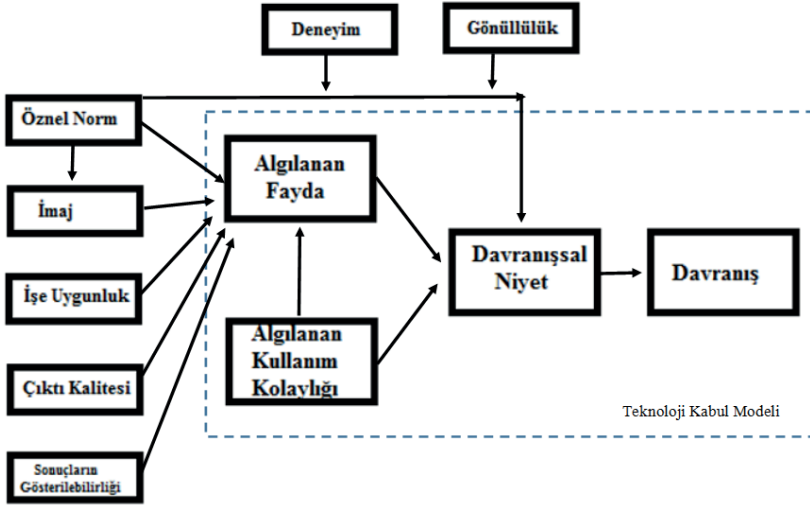 Deneyim
Gönüllülük
Öznel Norm
Algılanan
Fayda
İmaj
Davranışsal
Niyet
Davranış
İşe Uygunluk
Algılanan
Kullanım
Kolaylığı
Çıktı Kalitesi
Teknoloji Kabul Modeli
Sonuçların
Gösterilebilirliği